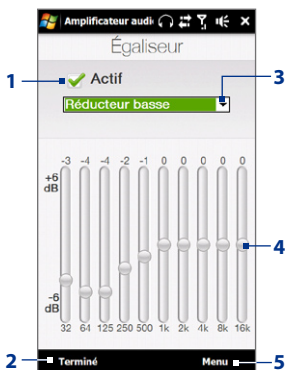 Amplificateur audi
Égaliseur
1
Actif
3
Réducteur basse
-3 -4 -4 -2 -1 0 0 0 0 0
+6
dB
4
-6
dB
32 64 125 250 500 1k 2k 4k 8k 16k
2
Terminé
Menu
5